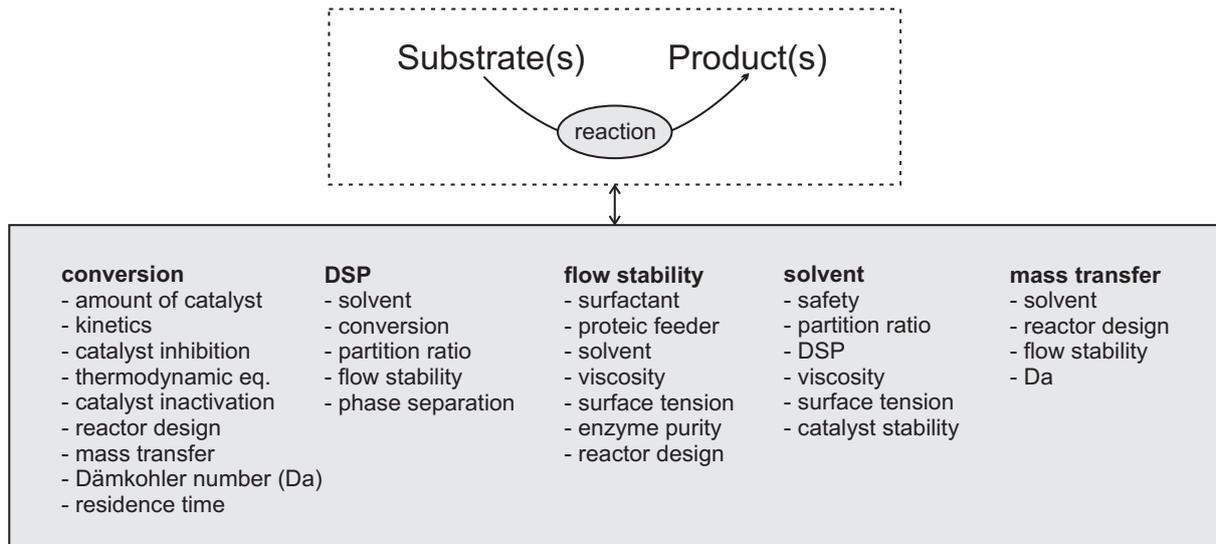 Substrate(s)
Product(s)
reaction
conversion
- amount of catalyst
- kinetics
- catalyst inhibition
- thermodynamic eq.
- catalyst inactivation
- reactor design
- mass transfer
- Dämkohler number (Da)
- residence time
DSP
- solvent
- conversion
- partition ratio
- flow stability
- phase separation
flow stability
- surfactant
- proteic feeder
- solvent
- viscosity
- surface tension
- enzyme purity
- reactor design
solvent
- safety
- partition ratio
- DSP
- viscosity
- surface tension
- catalyst stability
mass transfer
- solvent
- reactor design
- flow stability
- Da